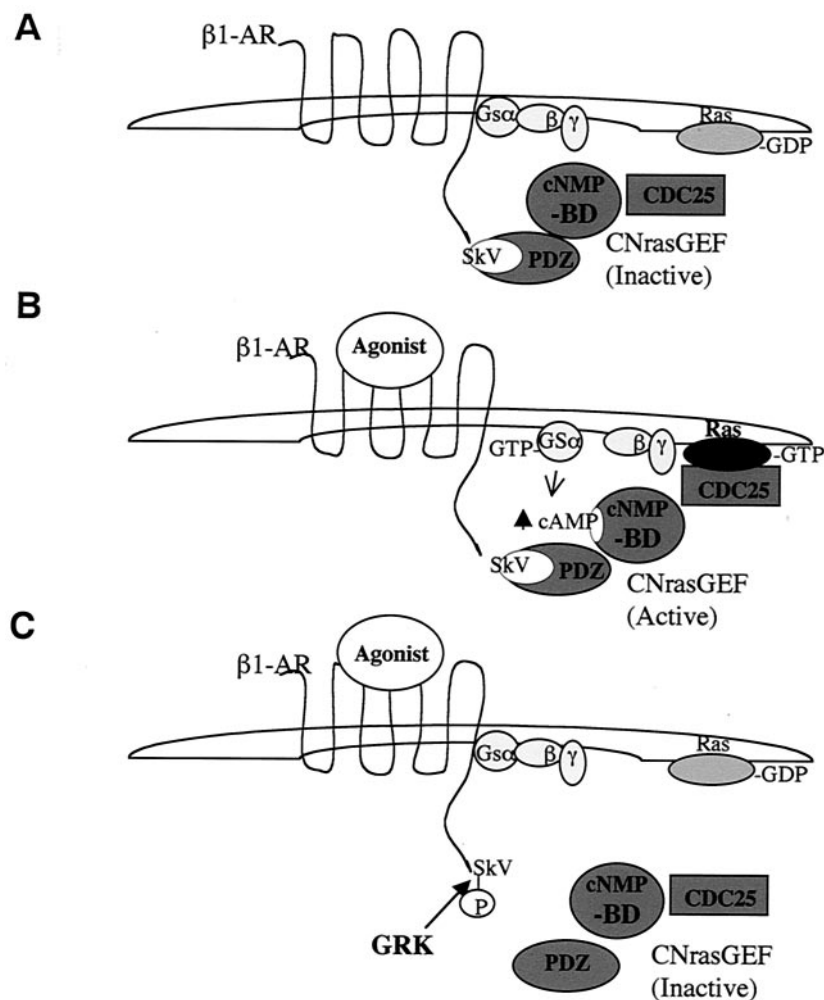 A
β1-AR
Gsα
β
γ
Ras
-GDP
cNMP
-BD
CDC25
SkV
PDZ
CNrasGEF
(Inactive)
B
β1-AR
Agonist
GTP-
GSα
β
γ
Ras
-GTP
CDC25
cAMP
cNMP
-BD
SkV
PDZ
CNrasGEF
(Active)
C
β1-AR
Agonist
Gsα
β
γ
Ras
-GDP
SkV
P
GRK
cNMP
-BD
CDC25
PDZ
CNrasGEF
(Inactive)